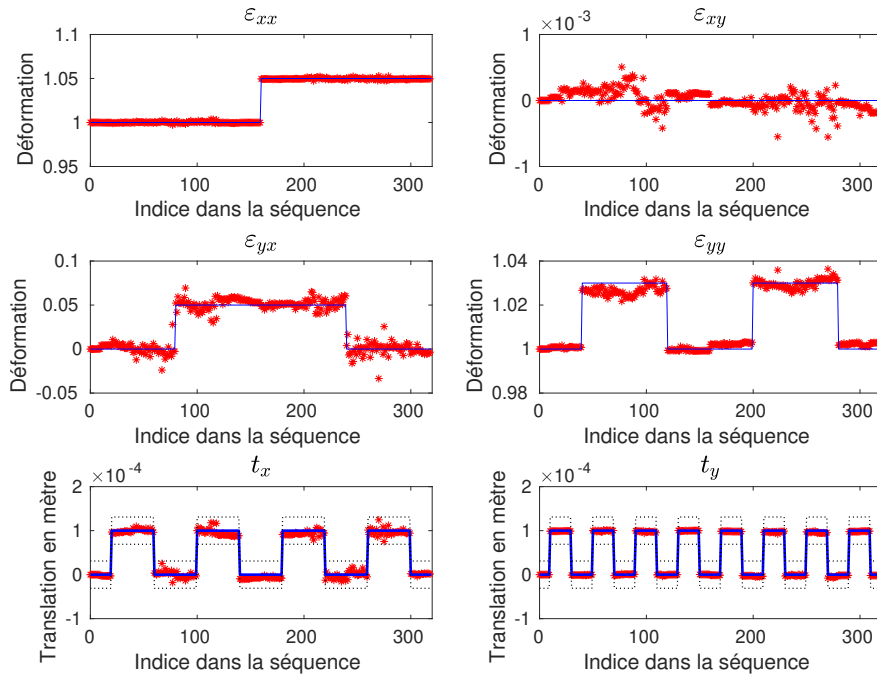 ε_xx
1.1
1.05
1
0.95
Déformation
0 100 200 300
Indice dans la séquence
ε_xy
×10^-3
1
0
-1
Déformation
0 100 200 300
Indice dans la séquence
ε_yx
0.1
0.05
0
-0.05
Déformation
0 100 200 300
Indice dans la séquence
ε_yy
1.04
1.02
1
0.98
Déformation
0 100 200 300
Indice dans la séquence
t_x
×10^-4
2
1
0
-1
Translation en mètre
0 100 200 300
Indice dans la séquence
t_y
×10^-4
2
1
0
-1
Translation en mètre
0 100 200 300
Indice dans la séquence